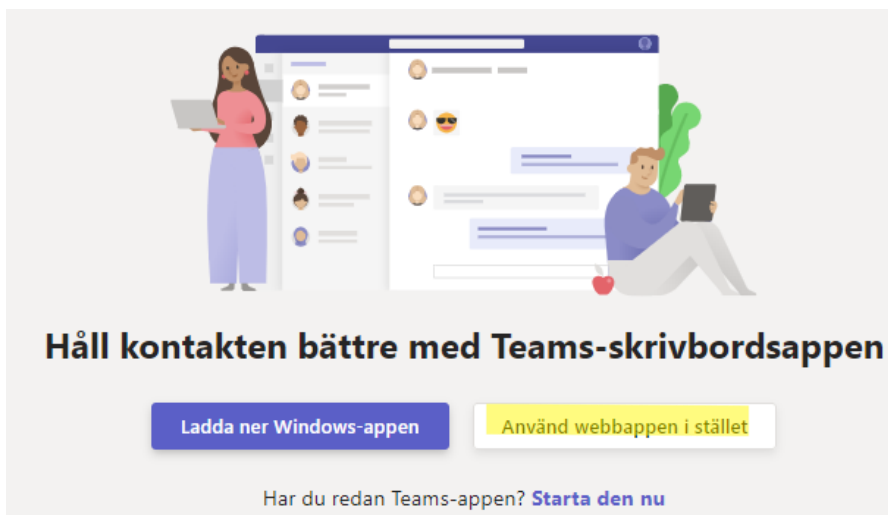 Håll kontakten bättre med Teams-skrivbordsappen
Ladda ner Windows-appen
Använd webbappen i stället
Har du redan Teams-appen? Starta den nu